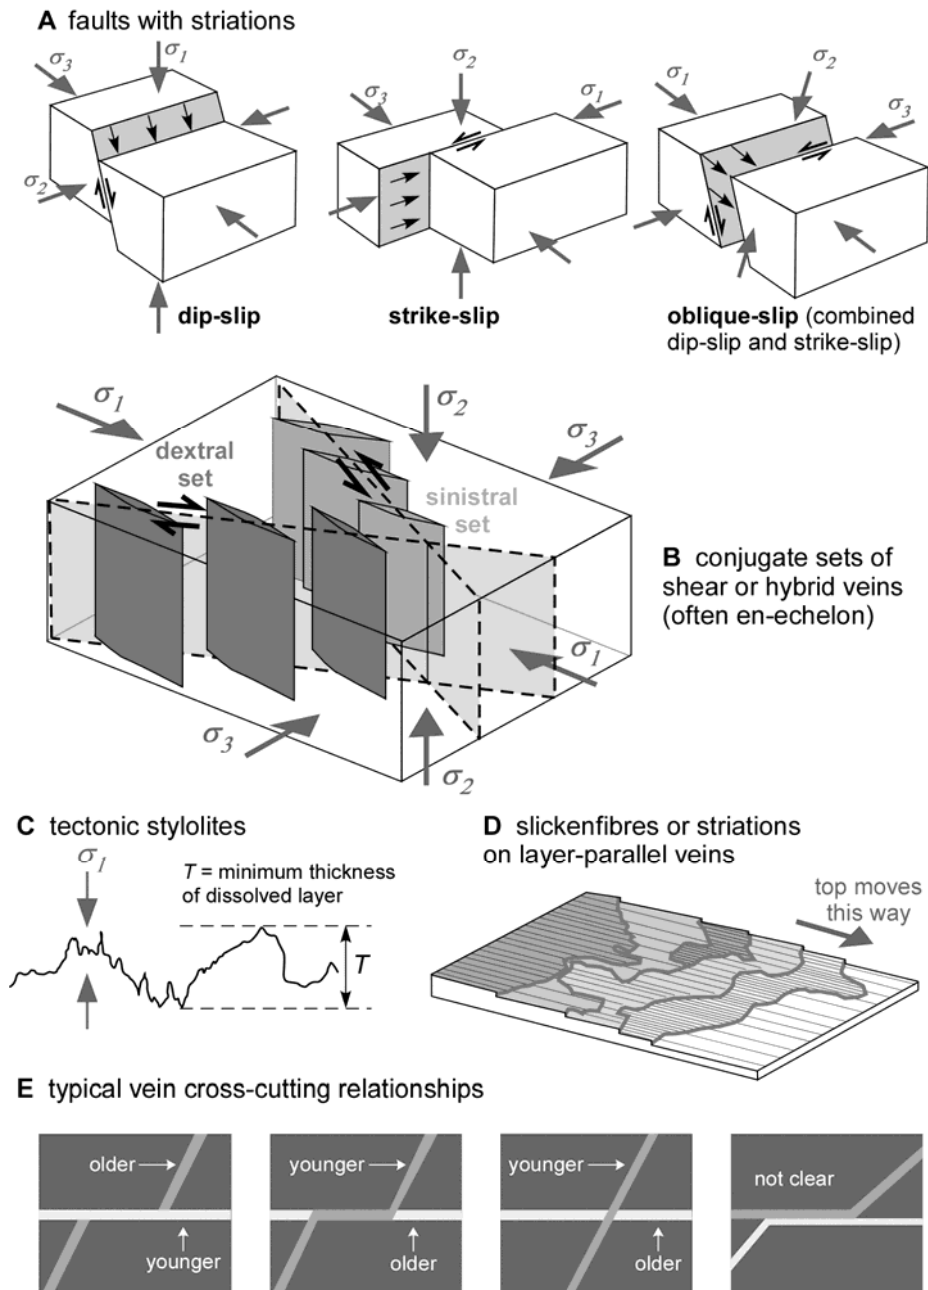 A faults with striations
σ3
σ1
σ2
dip-slip
σ2
σ3
σ1
strike-slip
σ1
σ2
σ3
oblique-slip (combined
dip-slip and strike-slip)
σ1
σ2
σ3
dextral
set
sinistral
set
B conjugate sets of
shear or hybrid veins
(often en-echelon)
σ1
σ3
σ2
C tectonic stylolites
σ1
T = minimum thickness
of dissolved layer
T
D slickenfibres or striations
on layer-parallel veins
top moves
this way
E typical vein cross-cutting relationships
older
younger
younger
older
younger
older
not clear